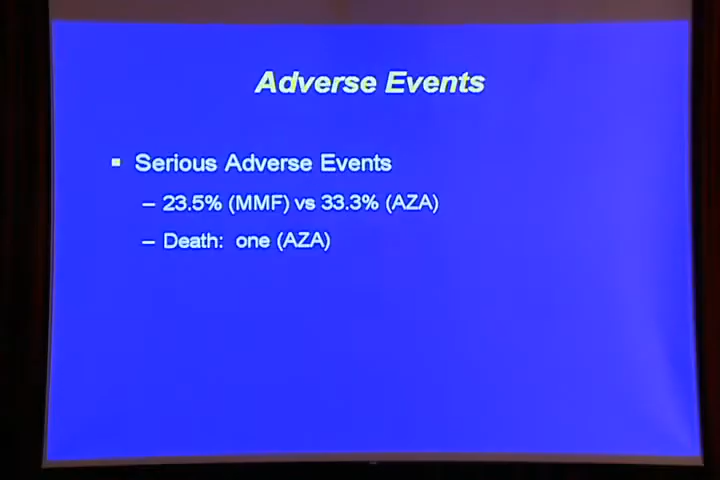 Adverse Events
▪ Serious Adverse Events
– 23.5% (MMF) vs 33.3% (AZA)
– Death: one (AZA)